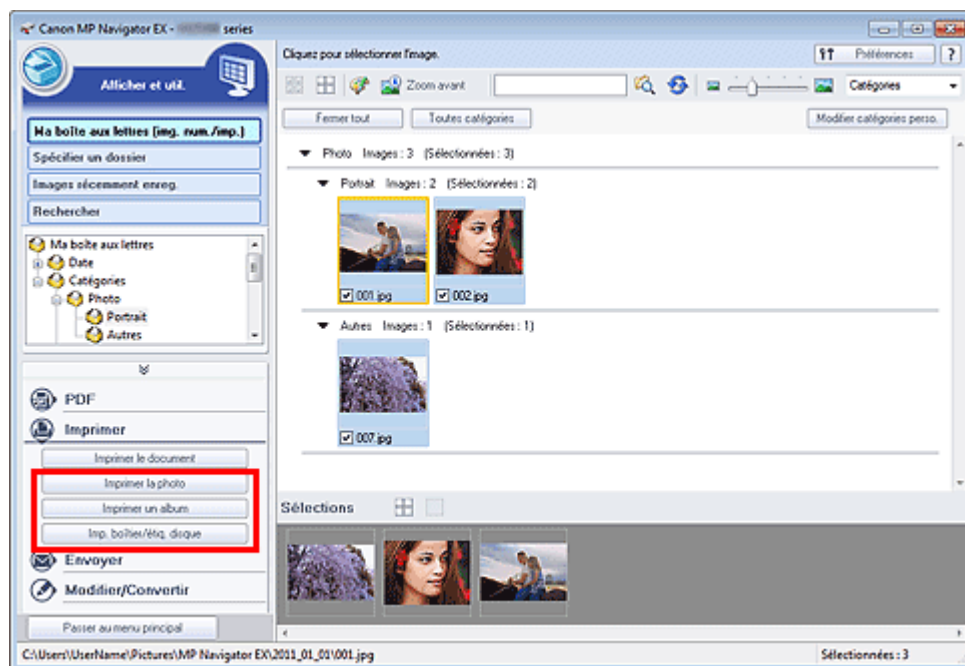 Canon MP Navigator EX - series
Afficher et util.
Ma boîte aux lettres (img. num./imp.)
Spécifier un dossier
Images récemment enreg.
Rechercher
Ma boîte aux lettres
Date
Catégories
Photo
Portrait
Autres
PDF
Imprimer
Imprimer le document
Imprimer la photo
Imprimer un album
Imp. boîtier/étiq. disque
Envoyer
Modifier/Convertir
Passer au menu principal
Cliquez pour sélectionner l'image.
Préférences
?
Zoom avant
Catégories
Fermer tout
Toutes catégories
Modifier catégories perso.
Photo Images : 3 (Sélectionnées : 3)
Portrait Images : 2 (Sélectionnées : 2)
001.jpg
002.jpg
Autres Images : 1 (Sélectionnées : 1)
007.jpg
Sélections
C:\Users\UserName\Pictures\MP Navigator EX\2011_01_01\001.jpg
Sélectionnées : 3